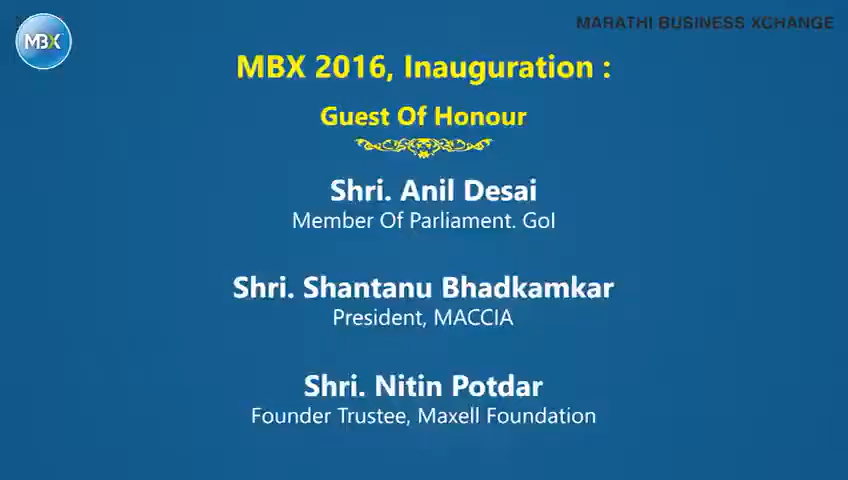 MBX
MARATHI BUSINESS XCHANGE
MBX 2016, Inauguration :
Guest Of Honour
Shri. Anil Desai
Member Of Parliament. GoI
Shri. Shantanu Bhadkamkar
President, MACCIA
Shri. Nitin Potdar
Founder Trustee, Maxell Foundation